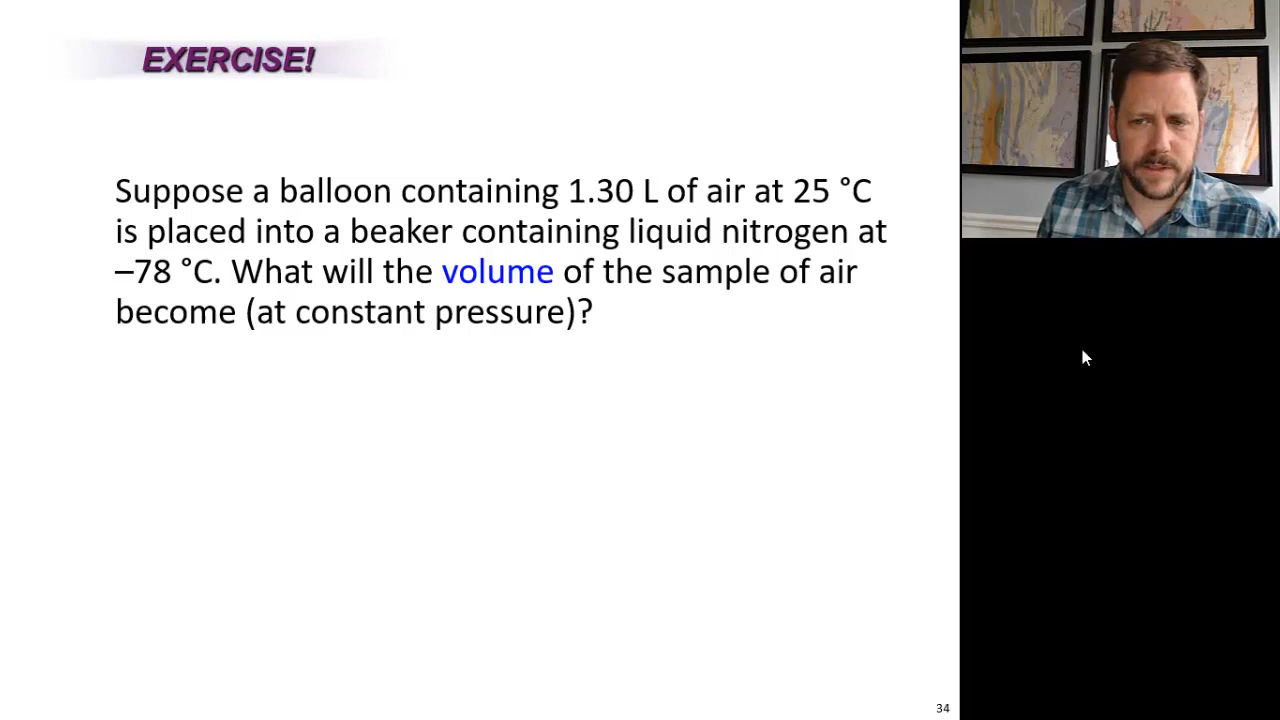 EXERCISE!
Suppose a balloon containing 1.30 L of air at 25 °C
is placed into a beaker containing liquid nitrogen at
–78 °C. What will the volume of the sample of air
become (at constant pressure)?
34